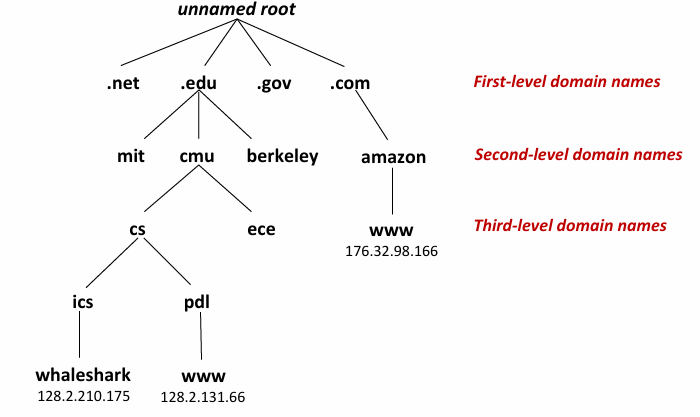 unnamed root
.net .edu .gov .com First-level domain names
mit cmu berkeley amazon Second-level domain names
cs ece www Third-level domain names
176.32.98.166
ics pdl
whaleshark www
128.2.210.175 128.2.131.66